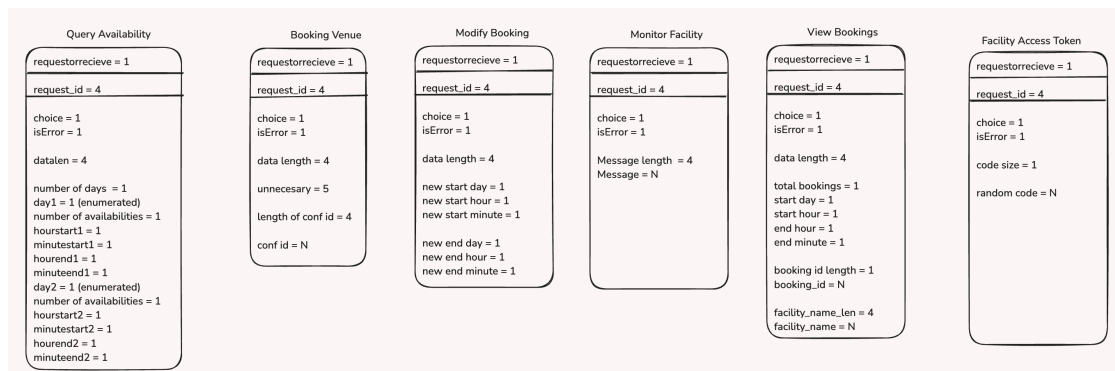 Query Availability
requestorrecieve = 1
request_id = 4
choice = 1
isError = 1
datalen = 4
number of days  = 1
day1 = 1 (enumerated)
number of availabilities = 1
hourstart1 = 1
minutestart1 = 1
hourend1 = 1
minuteend1 = 1
day2 = 1 (enumerated)
number of availabilities = 1
hourstart2 = 1
minutestart2 = 1
hourend2 = 1
minuteend2 = 1
Booking Venue
requestorrecieve = 1
request_id = 4
choice = 1
isError = 1
data length = 4
unnecesary = 5
length of conf id = 4
conf id = N
Modify Booking
requestorrecieve = 1
request_id = 4
choice = 1
isError = 1
data length = 4
new start day = 1
new start hour = 1
new start minute = 1
new end day = 1
new end hour = 1
new end minute = 1
Monitor Facility
requestorrecieve = 1
request_id = 4
choice = 1
isError = 1
Message length  = 4
Message = N
View Bookings
requestorrecieve = 1
request_id = 4
choice = 1
isError = 1
data length = 4
total bookings = 1
start day = 1
start hour = 1
end hour = 1
end minute = 1
booking id length = 1
booking_id = N
facility_name_len = 4
facility_name = N
Facility Access Token
requestorrecieve = 1
request_id = 4
choice = 1
isError = 1
code size = 1
random code = N